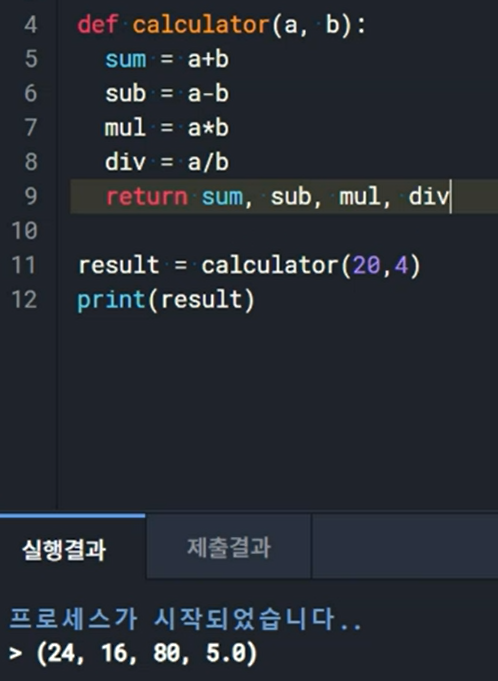 4 def calculator(a, b):
5 sum = a+b
6 sub = a-b
7 mul = a*b
8 div = a/b
9 return sum, sub, mul, div
10
11 result = calculator(20,4)
12 print(result)
실행결과 제출결과
프로세스가 시작되었습니다..
> (24, 16, 80, 5.0)